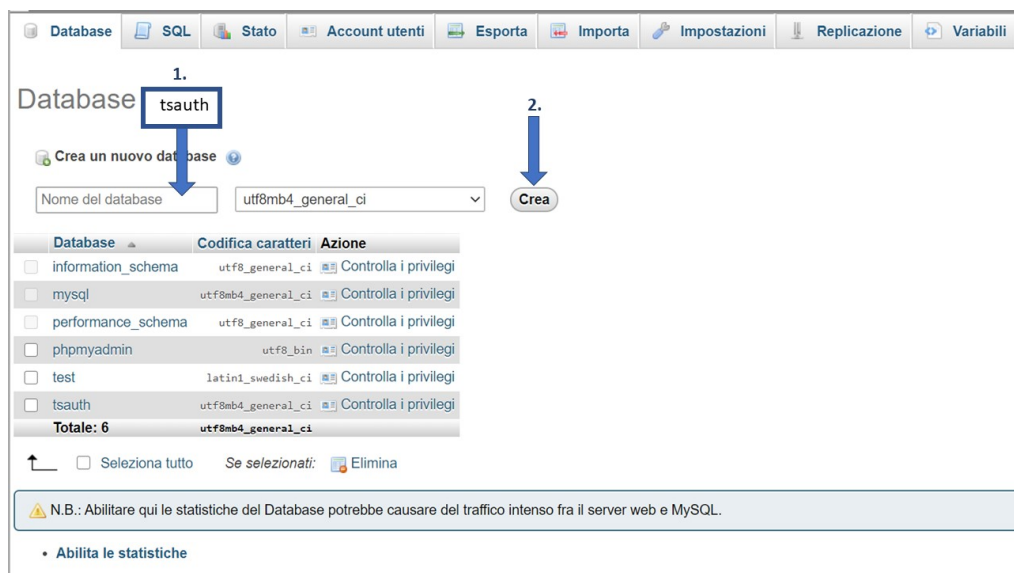 Database SQL Stato Account utenti Esporta Importa Impostazioni Replicazione Variabili
1.
Database
tsauth
2.
Crea un nuovo database
Nome del database utf8mb4_general_ci Crea
Database Codifica caratteri Azione
information_schema utf8_general_ci Controlla i privilegi
mysql utf8mb4_general_ci Controlla i privilegi
performance_schema utf8_general_ci Controlla i privilegi
phpmyadmin utf8_bin Controlla i privilegi
test latin1_swedish_ci Controlla i privilegi
tsauth utf8mb4_general_ci Controlla i privilegi
Totale: 6 utf8mb4_general_ci
Seleziona tutto Se selezionati: Elimina
N.B.: Abilitare qui le statistiche del Database potrebbe causare del traffico intenso fra il server web e MySQL.
• Abilita le statistiche